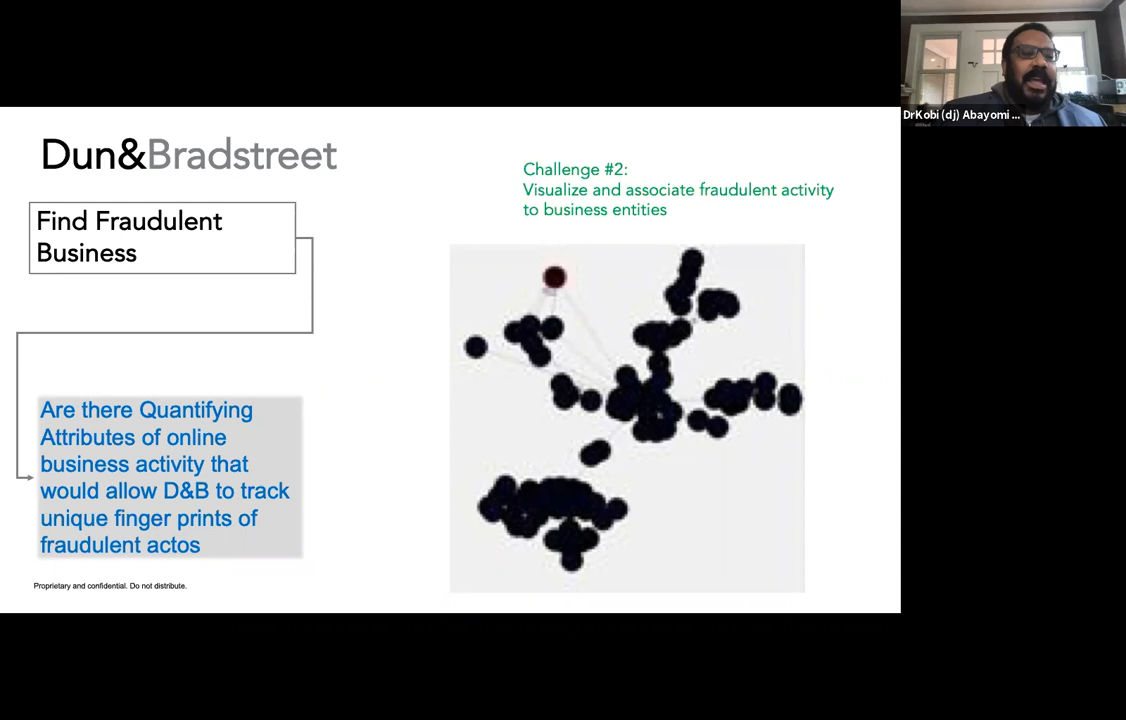 Dun&Bradstreet
Find Fraudulent
Business
Challenge #2:
Visualize and associate fraudulent activity
to business entities
Are there Quantifying
Attributes of online
business activity that
would allow D&B to track
unique finger prints of
fraudulent actos
Proprietary and confidential. Do not distribute.
DrKobi (dj) Abayomi ...